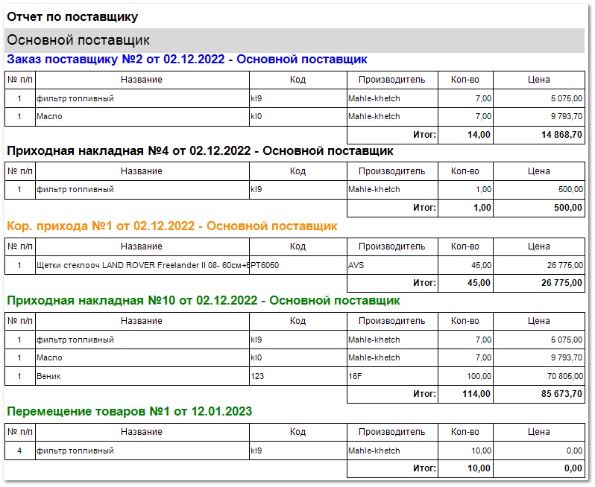 Отчет по поставщику
Основной поставщик
Заказ поставщику №2 от 02.12.2022 - Основной поставщик
№ п/п Название Код Производитель Кол-во Цена
1 фильтр топливный kl9 Mahle-khetch 7,00 5 075,00
1 Масло kl0 Mahle-khetch 7,00 9 793,70
Итог: 14,00 14 868,70
Приходная накладная №4 от 02.12.2022 - Основной поставщик
№ п/п Название Код Производитель Кол-во Цена
1 фильтр топливный kl9 Mahle-khetch 1,00 500,00
Итог: 1,00 500,00
Кор. прихода №1 от 02.12.2022 - Основной поставщик
№ п/п Название Код Производитель Кол-во Цена
1 Щетки стеклооч LAND ROVER Freelander II 08- 60см+5 PT6050 AVS 45,00 26 775,00
Итог: 45,00 26 775,00
Приходная накладная №10 от 02.12.2022 - Основной поставщик
№ п/п Название Код Производитель Кол-во Цена
1 фильтр топливный kl9 Mahle-khetch 7,00 5 075,00
1 Масло kl0 Mahle-khetch 7,00 9 793,70
1 Веник 123 16F 100,00 70 805,00
Итог: 114,00 85 673,70
Перемещение товаров №1 от 12.01.2023
№ п/п Название Код Производитель Кол-во Цена
4 фильтр топливный kl9 Mahle-khetch 10,00 0,00
Итог: 10,00 0,00